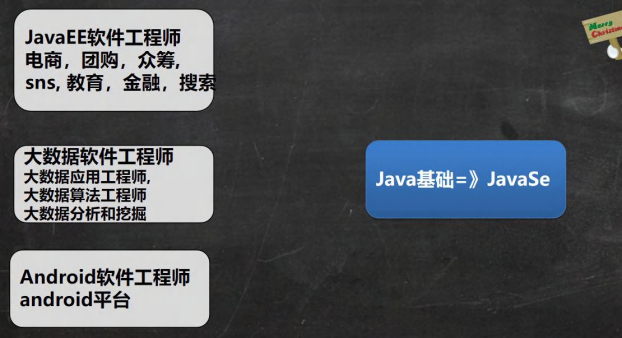 JavaEE软件工程师
电商，团购，众筹,
sns, 教育，金融，搜索
大数据软件工程师
大数据应用工程师,
大数据算法工程师
大数据分析和挖掘
Android软件工程师
android平台
Java基础=》JavaSe
Merry
Christmas